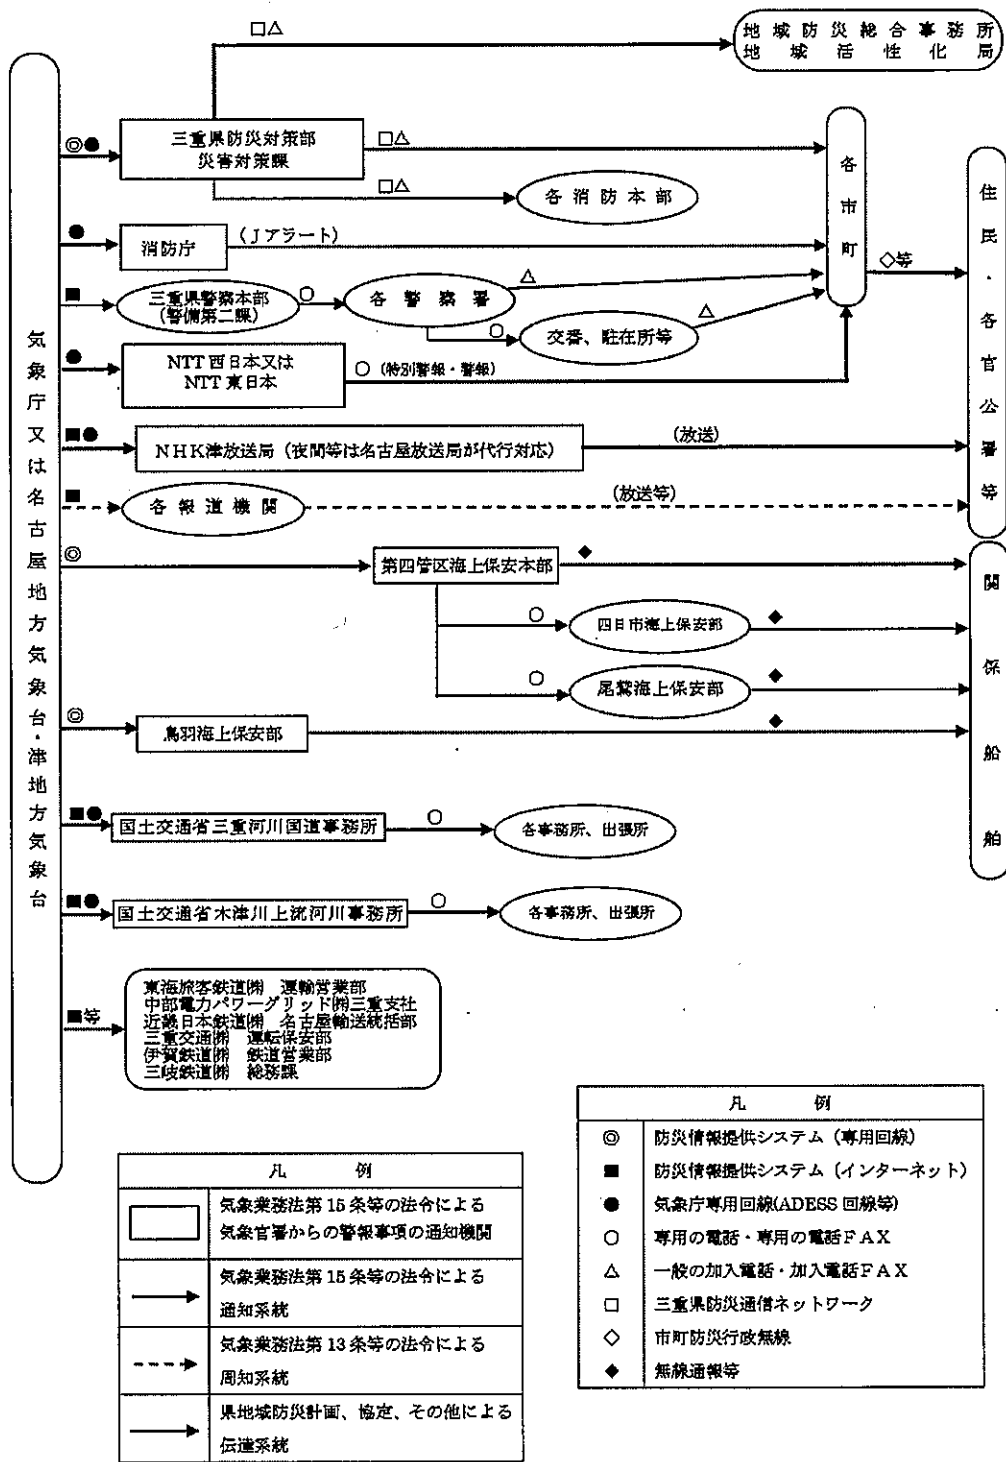 □△
地域防災総合事務所
地域活性化局
気象庁又は名古屋地方気象台・津地方気象台
◎●
三重県防災対策部
災害対策課
□△
各市町
□△
各消防本部
住民・各官公署等
●
消防庁
(Jアラート)
◇等
■
三重県警察本部
(警備第二課)
○
各警察署
△
○
交番、駐在所等
△
●
NTT西日本又は
NTT東日本
○ (特別警報・警報)
■●
NHK津放送局(夜間等は名古屋放送局が代行対応)
(放送)
■
各報道機関
(放送等)
◎
第四管区海上保安本部
◆
関保船舶
○
四日市海上保安部
◆
○
尾鷲海上保安部
◆
◎
鳥羽海上保安部
◆
■●
国土交通省三重河川国道事務所
○
各事務所、出張所
■●
国土交通省木津川上流河川事務所
○
各事務所、出張所
■等
東海旅客鉄道㈱ 運輸営業部
中部電力パワーグリッド㈱三重支社
近畿日本鉄道㈱ 名古屋輸送統括部
三重交通㈱ 運転保安部
伊賀鉄道㈱ 鉄道営業部
三岐鉄道㈱ 総務課
凡 例
気象業務法第15条等の法令による
気象官署からの警報事項の通知機関
気象業務法第15条等の法令による
通知系統
気象業務法第13条等の法令による
周知系統
県地域防災計画、協定、その他による
伝達系統
凡 例
◎ 防災情報提供システム(専用回線)
■ 防災情報提供システム(インターネット)
● 気象庁専用回線(ADESS回線等)
○ 専用の電話・専用の電話FAX
△ 一般の加入電話・加入電話FAX
□ 三重県防災通信ネットワーク
◇ 市町防災行政無線
◆ 無線通報等